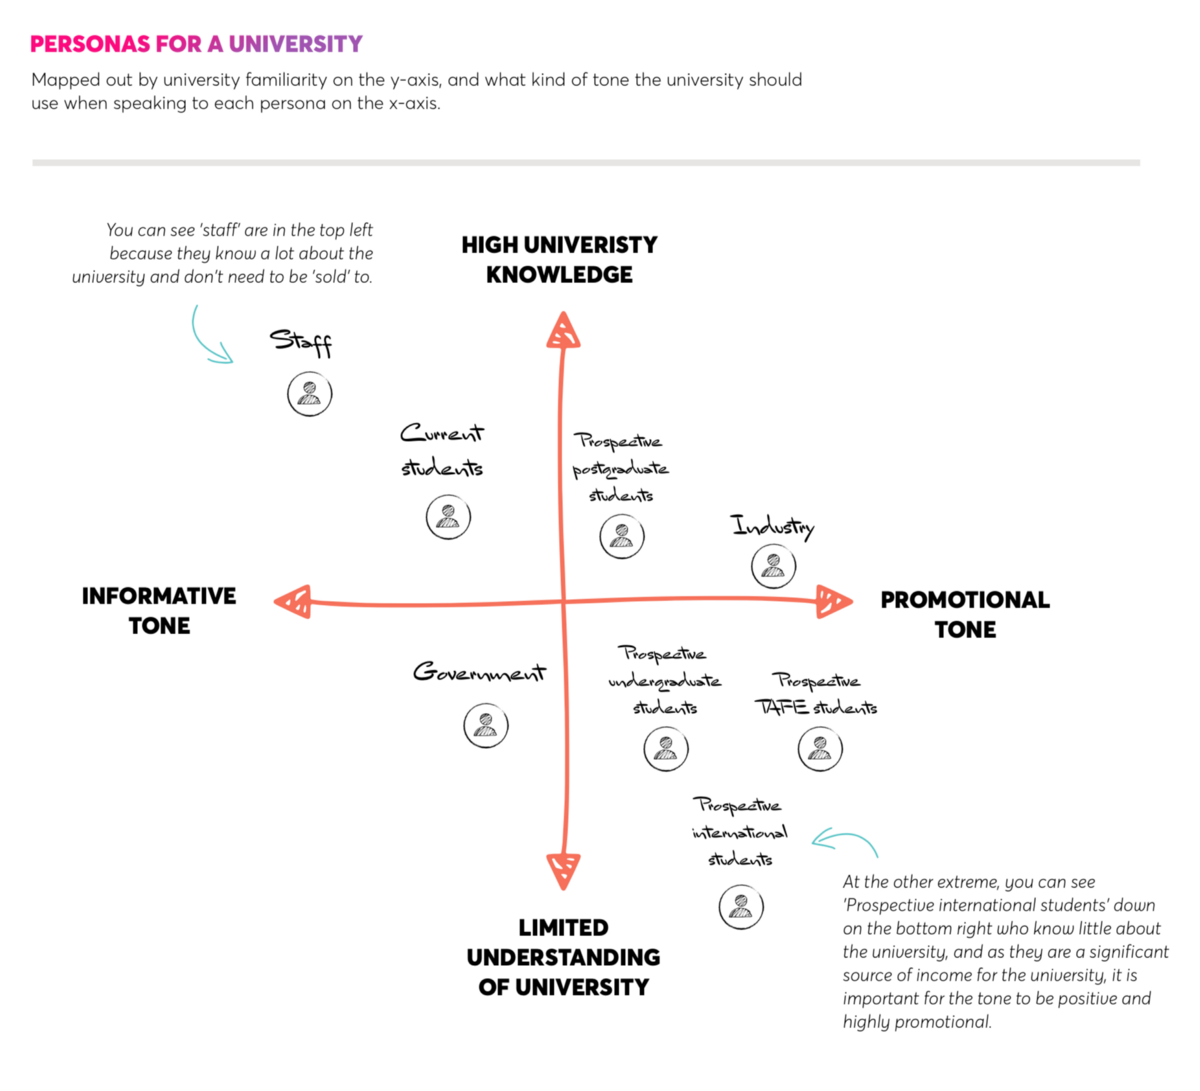 PERSONAS FOR A UNIVERSITY
Mapped out by university familiarity on the y-axis, and what kind of tone the university should
use when speaking to each persona on the x-axis.
You can see 'staff' are in the top left
because they know a lot about the
university and don't need to be 'sold' to.
HIGH UNIVERISTY
KNOWLEDGE
Staff
Current
students
Prospective
postgraduate
students
Industry
INFORMATIVE
TONE
PROMOTIONAL
TONE
Government
Prospective
undergraduate
students
Prospective
TAFE students
Prospective
international
students
At the other extreme, you can see
'Prospective international students' down
on the bottom right who know little about
the university, and as they are a significant
source of income for the university, it is
important for the tone to be positive and
highly promotional.
LIMITED
UNDERSTANDING
OF UNIVERSITY